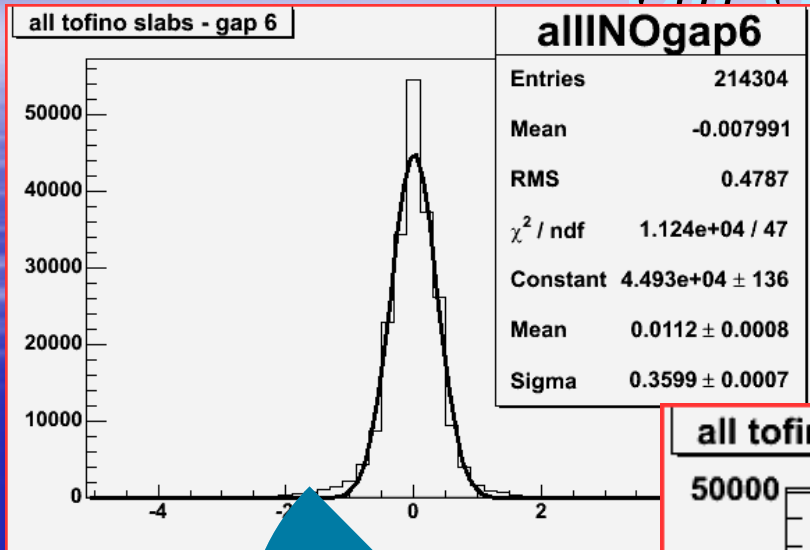 all tofino slabs - gap 6
allINOgap6
Entries 214304
Mean -0.007991
RMS 0.4787
χ² / ndf 1.124e+04 / 47
Constant 4.493e+04 ± 136
Mean 0.0112 ± 0.0008
Sigma 0.3599 ± 0.0007
50000
40000
30000
20000
10000
0
-4 -2 0 2
all tofi
50000